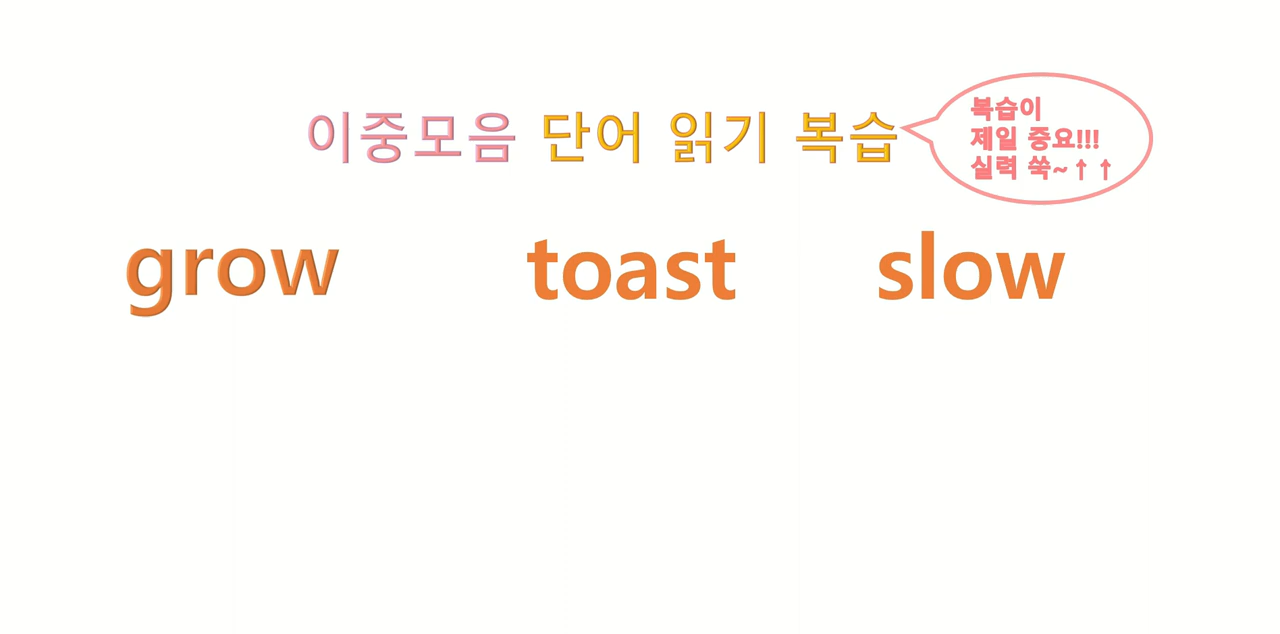 이중모음 단어 읽기 복습
복습이
제일 중요!!!
실력 쑥~↑↑
grow toast slow